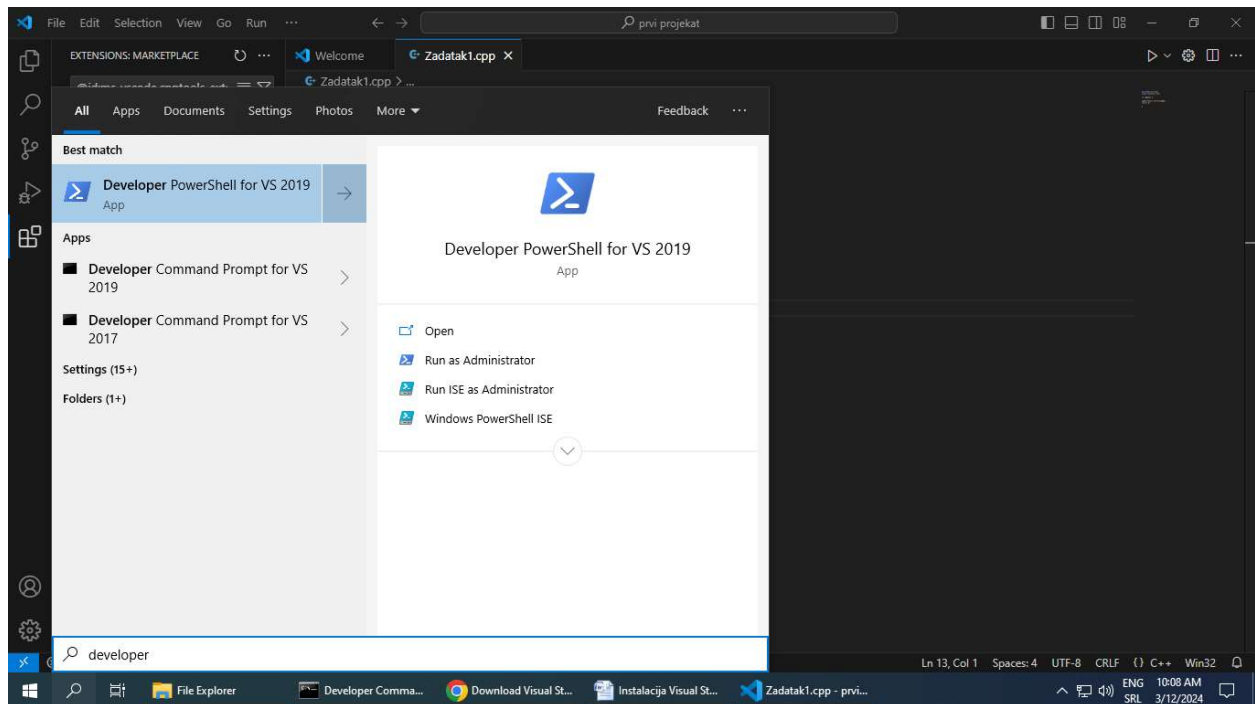 File Edit Selection View Go Run ··· ← → prvi projekat
EXTENSIONS: MARKETPLACE ··· Welcome Zadatak1.cpp
Zadatak1.cpp > ...
All Apps Documents Settings Photos More Feedback ···
Best match
Developer PowerShell for VS 2019
App
Apps
Developer Command Prompt for VS
2019
Developer Command Prompt for VS
2017
Settings (15+)
Folders (1+)
Developer PowerShell for VS 2019
App
Open
Run as Administrator
Run ISE as Administrator
Windows PowerShell ISE
developer
Ln 13, Col 1 Spaces: 4 UTF-8 CRLF {} C++ Win32
File Explorer Developer Comma... Download Visual St... Instalacija Visual St... Zadatak1.cpp - prvi...
ENG 10:08 AM
SRL 3/12/2024